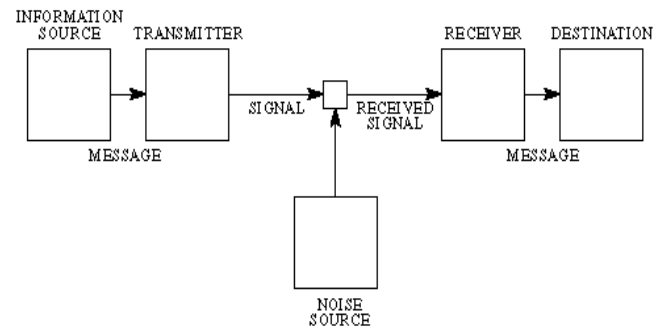 INFORMATION
SOURCE
TRANSMITTER
RECEIVER
DESTINATION
SIGNAL
RECEIVED
SIGNAL
MESSAGE
MESSAGE
NOISE
SOURCE